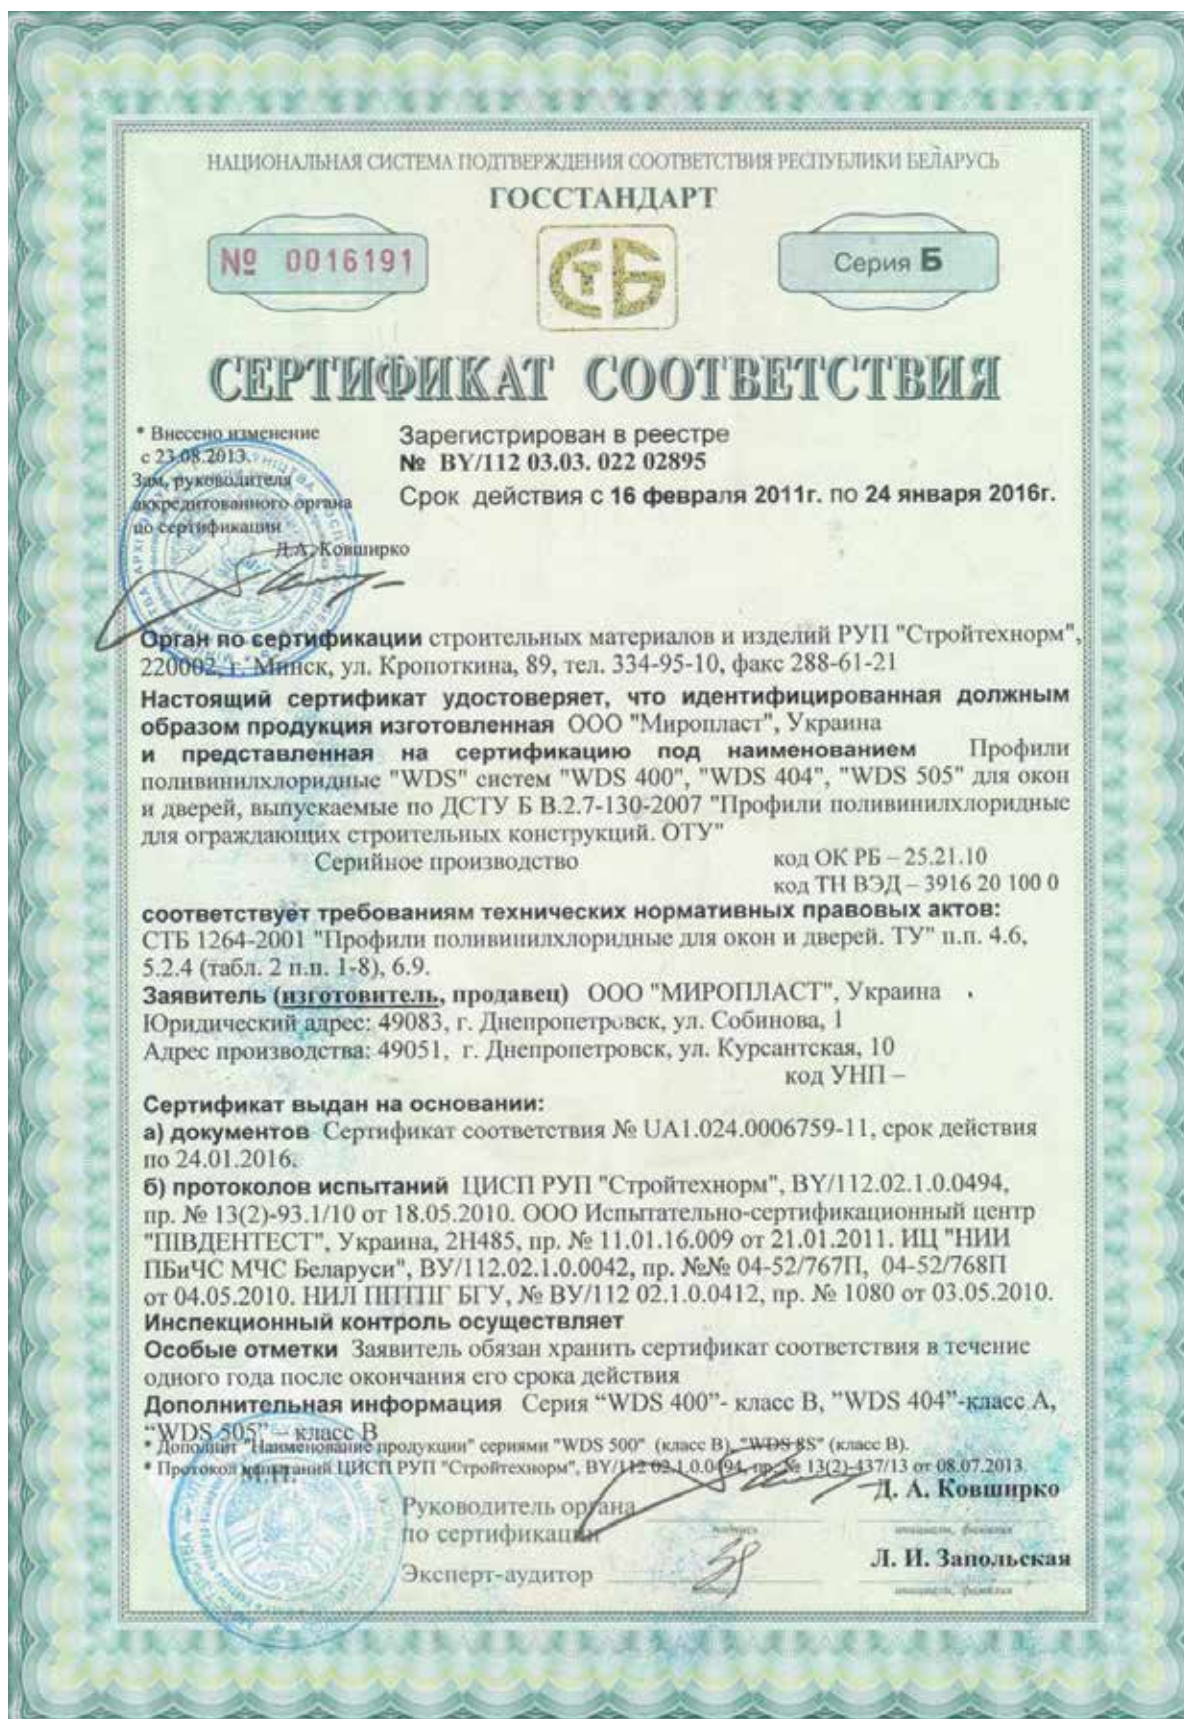 НАЦИОНАЛЬНАЯ СИСТЕМА ПОДТВЕРЖДЕНИЯ СООТВЕТСТВИЯ РЕСПУБЛИКИ БЕЛАРУСЬ
ГОССТАНДАРТ
№ 0016191
СТБ
Серия Б
СЕРТИФИКАТ СООТВЕТСТВИЯ
* Внесено изменение
с 23.08.2013.
Зам. руководителя
аккредитованного органа
по сертификации
Д.А. Ковширко
Зарегистрирован в реестре
№ BY/112 03.03. 022 02895
Срок действия с 16 февраля 2011г. по 24 января 2016г.
Орган по сертификации строительных материалов и изделий РУП "Стройтехнорм",
220002, г. Минск, ул. Кропоткина, 89, тел. 334-95-10, факс 288-61-21
Настоящий сертификат удостоверяет, что идентифицированная должным
образом продукция изготовленная ООО "Миропласт", Украина
и представленная на сертификацию под наименованием Профили
поливинилхлоридные "WDS" систем "WDS 400", "WDS 404", "WDS 505" для окон
и дверей, выпускаемые по ДСТУ Б В.2.7-130-2007 "Профили поливинилхлоридные
для ограждающих строительных конструкций. ОТУ"
Серийное производство
код ОК РБ – 25.21.10
код ТН ВЭД – 3916 20 100 0
соответствует требованиям технических нормативных правовых актов:
СТБ 1264-2001 "Профили поливинилхлоридные для окон и дверей. ТУ" п.п. 4.6,
5.2.4 (табл. 2 п.п. 1-8), 6.9.
Заявитель (изготовитель, продавец) ООО "МИРОПЛАСТ", Украина
Юридический адрес: 49083, г. Днепропетровск, ул. Собинова, 1
Адрес производства: 49051, г. Днепропетровск, ул. Курсантская, 10
код УНП –
Сертификат выдан на основании:
а) документов Сертификат соответствия № UA1.024.0006759-11, срок действия
по 24.01.2016.
б) протоколов испытаний ЦИСП РУП "Стройтехнорм", BY/112.02.1.0.0494,
пр. № 13(2)-93.1/10 от 18.05.2010. ООО Испытательно-сертификационный центр
"ПІВДЕНТЕСТ", Украина, 2Н485, пр. № 11.01.16.009 от 21.01.2011. ИЦ "НИИ
ПБиЧС МЧС Беларуси", BY/112.02.1.0.0042, пр. №№ 04-52/767П, 04-52/768П
от 04.05.2010. НИЛ ППТПГ БГУ, № BY/112 02.1.0.0412, пр. № 1080 от 03.05.2010.
Инспекционный контроль осуществляет
Особые отметки Заявитель обязан хранить сертификат соответствия в течение
одного года после окончания его срока действия
Дополнительная информация Серия “WDS 400”- класс В, ”WDS 404”-класс А,
“WDS 505” – класс В
* Дополнит "Наименование продукции" сериями "WDS 500" (класс В), "WDS 8S" (класс В).
* Протокол испытаний ЦИСП РУП "Стройтехнорм", BY/112 02.1.0.0494, пр. № 13(2)-437/13 от 08.07.2013.
М.П.
Руководитель органа
по сертификации
Д. А. Ковширко
подпись
инициалы, фамилия
Эксперт-аудитор
Л. И. Запольская
подпись
инициалы, фамилия